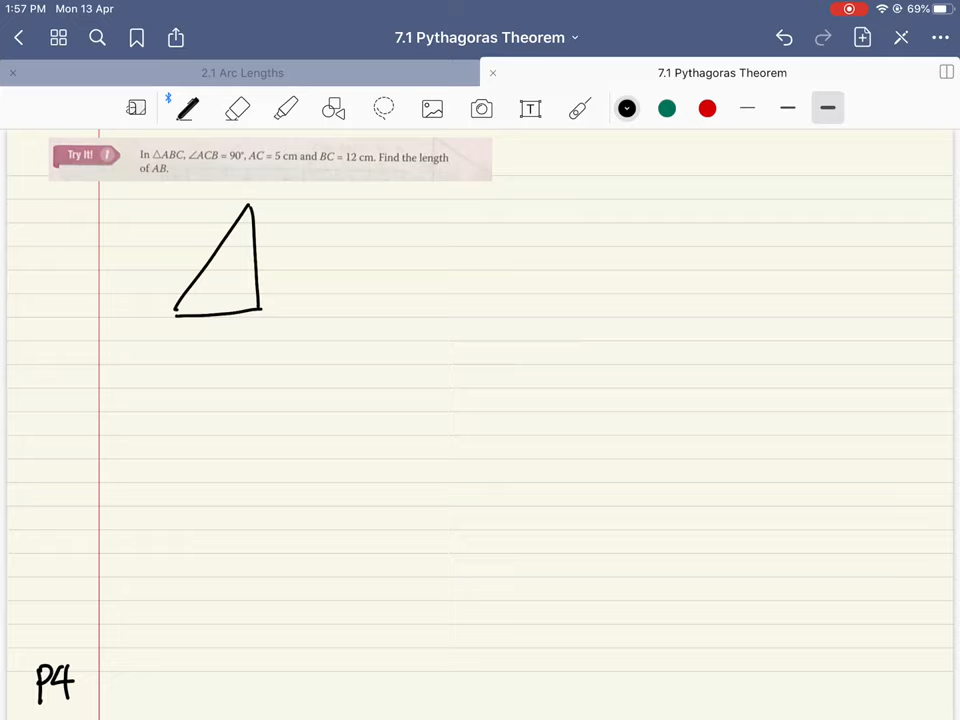 1:57 PM Mon 13 Apr 69%
7.1 Pythagoras Theorem
2.1 Arc Lengths
7.1 Pythagoras Theorem
Try It! 1 In △ABC, ∠ACB = 90°, AC = 5 cm and BC = 12 cm. Find the length
of AB.
P4